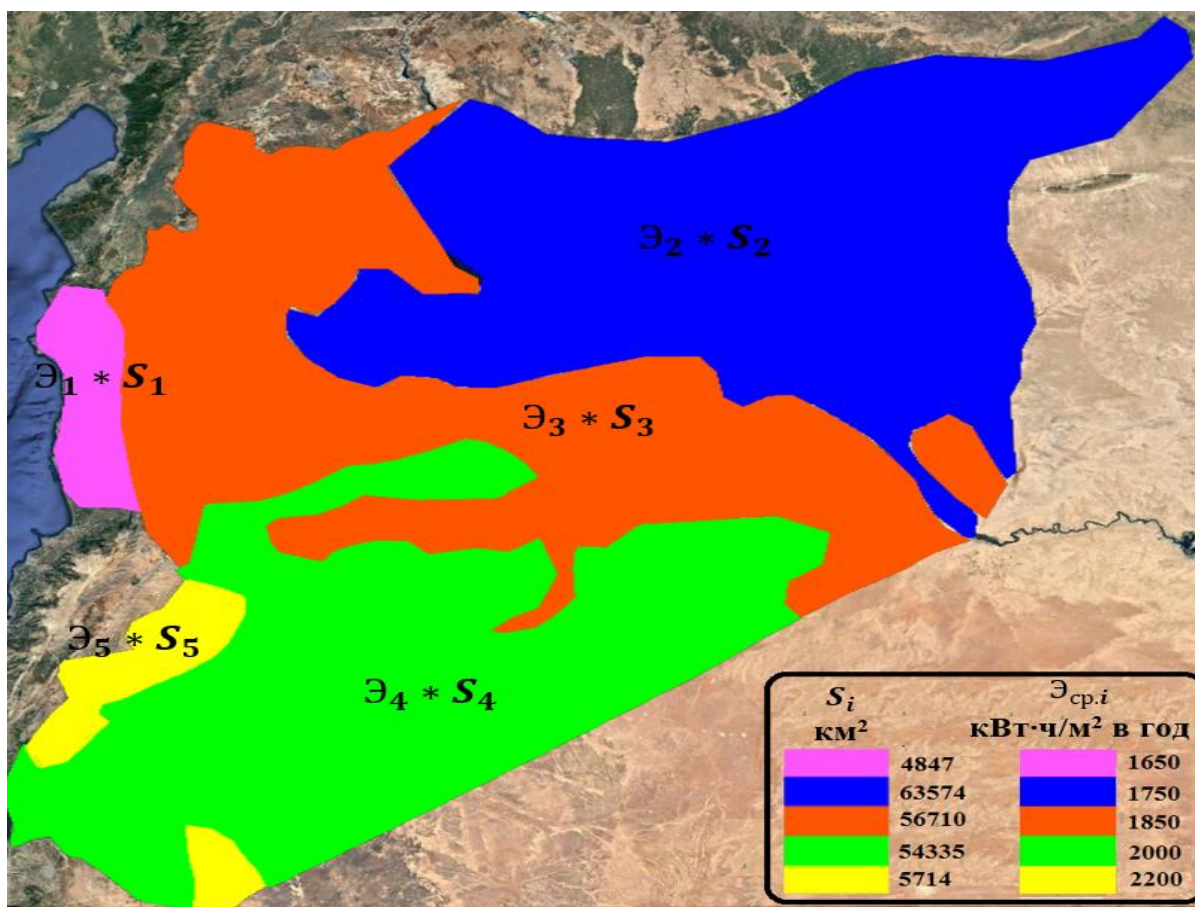 Э₂ * S₂
Э₁ * S₁
Э₃ * S₃
Э₅ * S₅
Э₄ * S₄
Sᵢ Эср.i
км² кВт·ч/м² в год
4847 1650
63574 1750
56710 1850
54335 2000
5714 2200